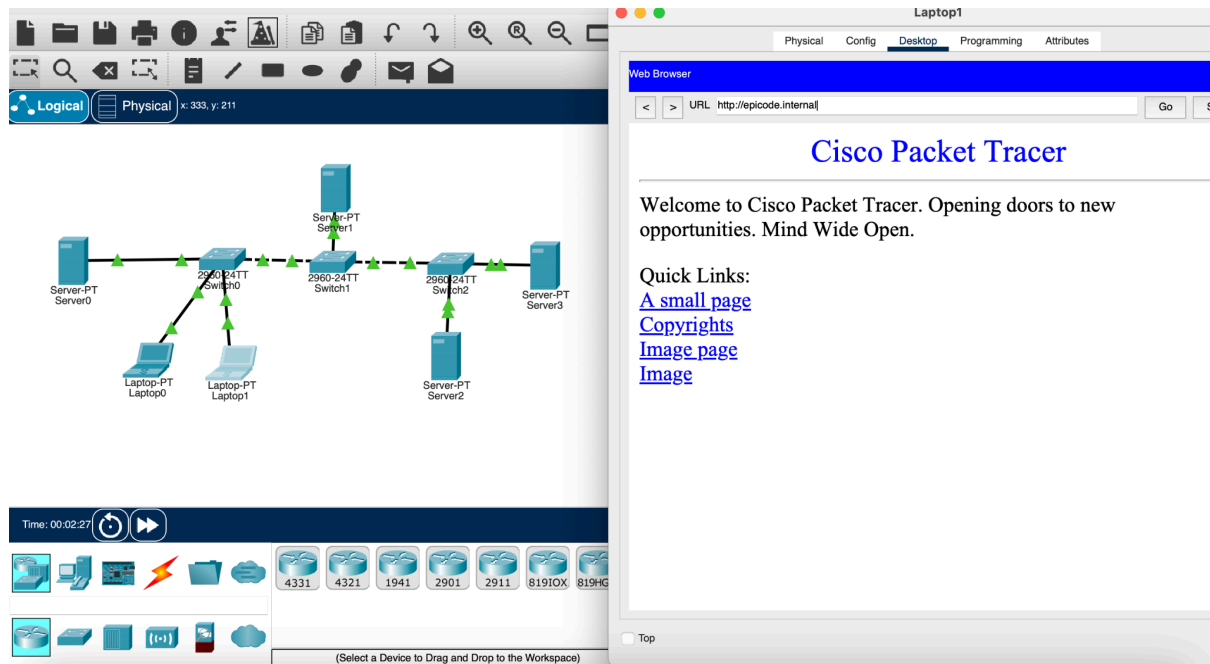 Laptop1
Physical Config Desktop Programming Attributes
Web Browser
< > URL http://epicode.internal Go S
Cisco Packet Tracer
Welcome to Cisco Packet Tracer. Opening doors to new
opportunities. Mind Wide Open.
Quick Links:
A small page
Copyrights
Image page
Image
Top
Logical Physical x: 333, y: 211
Server-PT
Server1
Server-PT
Server0
2960-24TT
Switch0
2960-24TT
Switch1
2960-24TT
Switch2
Server-PT
Server3
Laptop-PT
Laptop0
Laptop-PT
Laptop1
Server-PT
Server2
Time: 00:02:27
4331 4321 1941 2901 2911 819IOX 819HG
(Select a Device to Drag and Drop to the Workspace)